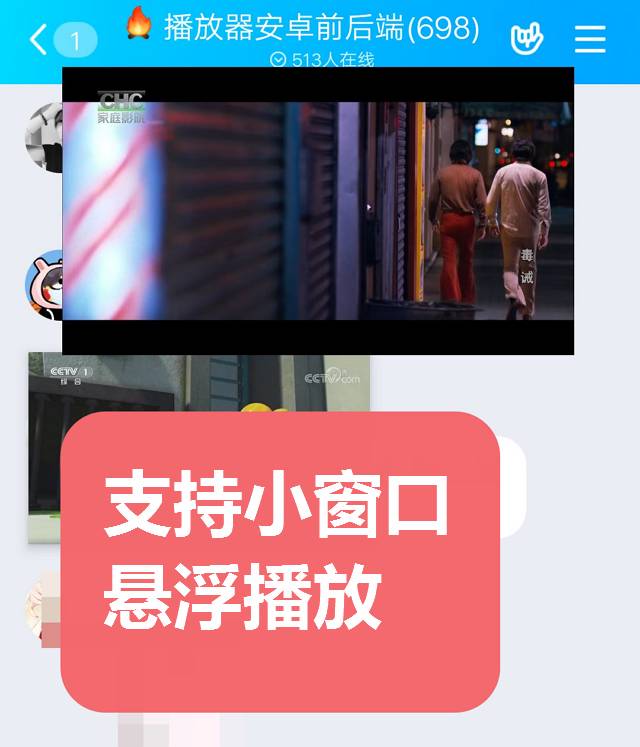 1
播放器安卓前后端(698)
513人在线
CHC
家庭影院
毒
诫
CCTV 1
综合
CCTV.com
支持小窗口
悬浮播放